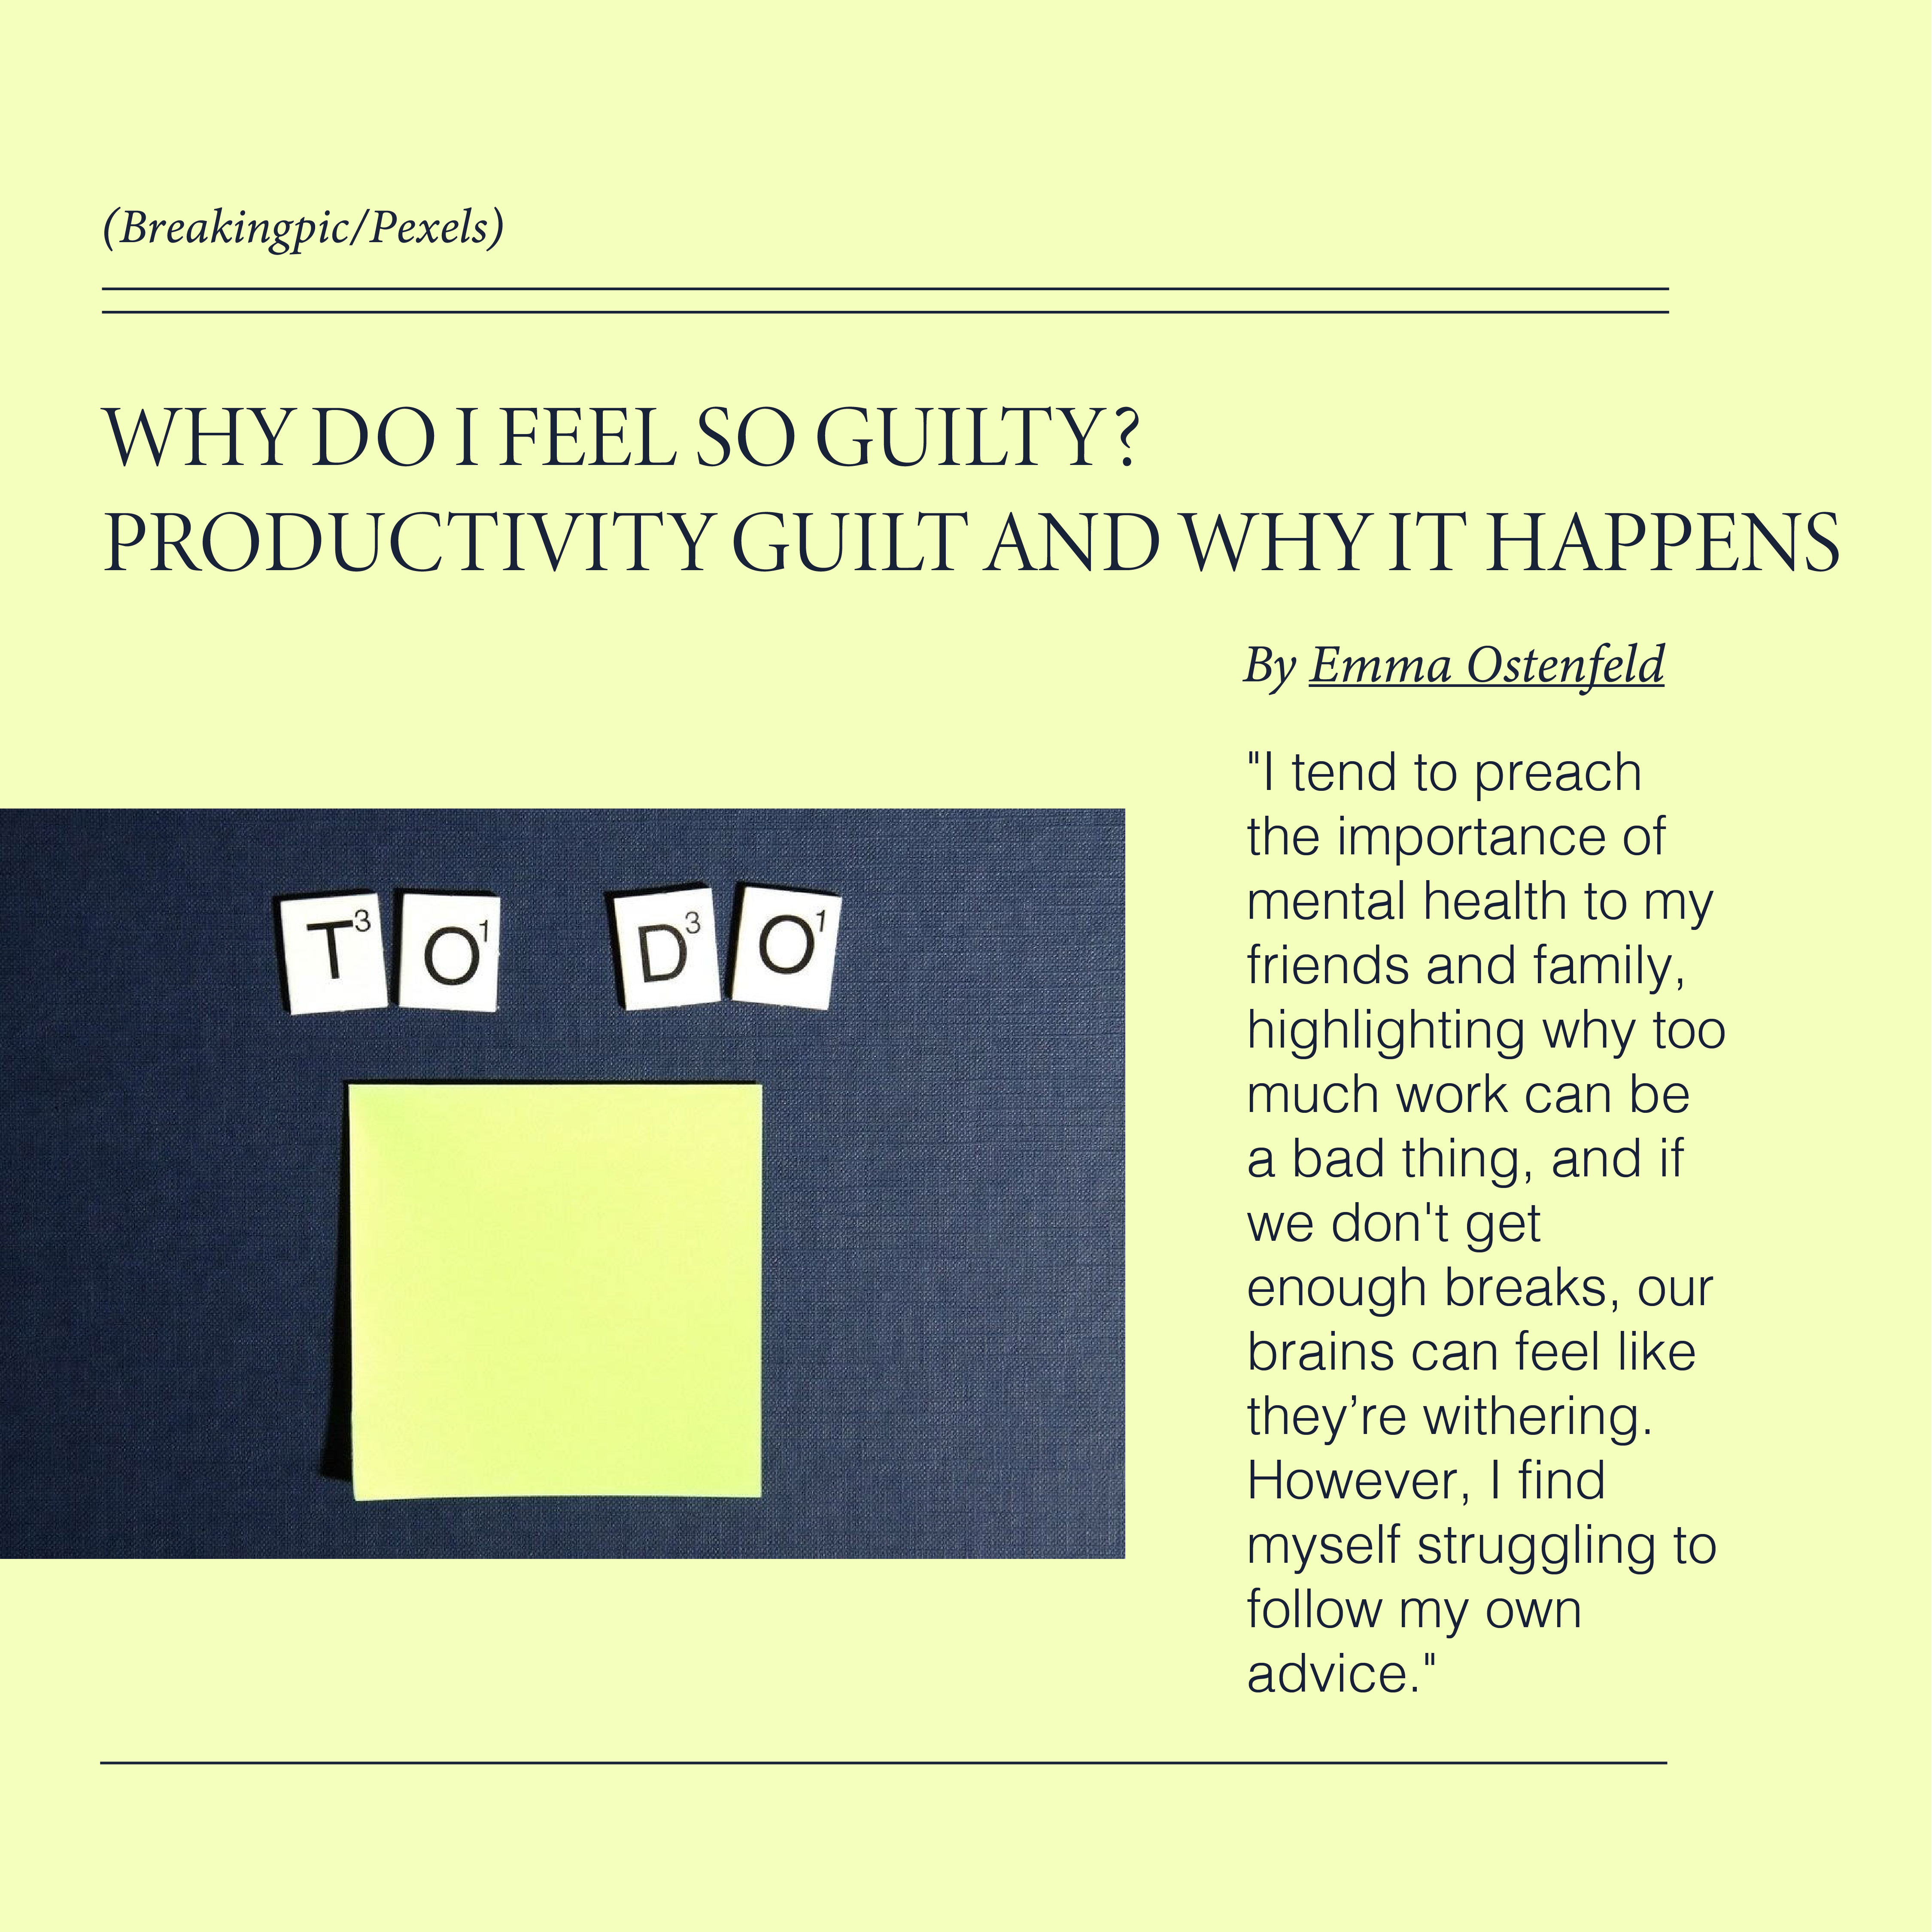 (Breakingpic/Pexels)
WHY DO I FEEL SO GUILTY?
PRODUCTIVITY GUILT AND WHY IT HAPPENS
By Emma Ostenfeld
T3 O1 D3 O1
"I tend to preach
the importance of
mental health to my
friends and family,
highlighting why too
much work can be
a bad thing, and if
we don't get
enough breaks, our
brains can feel like
they’re withering.
However, I find
myself struggling to
follow my own
advice."